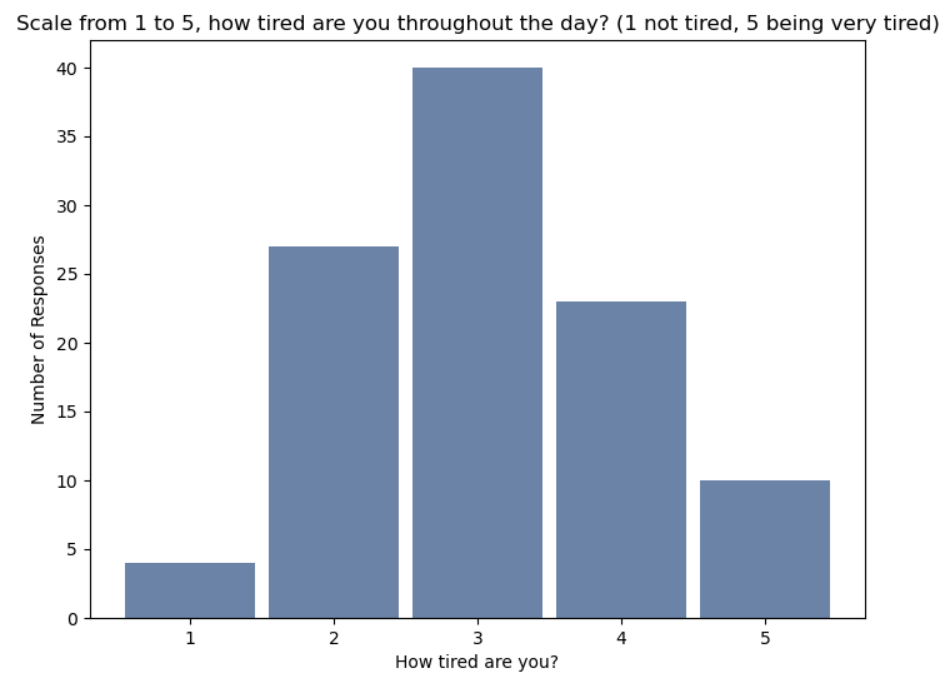 Scale from 1 to 5, how tired are you throughout the day? (1 not tired, 5 being very tired)
40
35
30
25
20
15
10
5
0
Number of Responses
1 2 3 4 5
How tired are you?